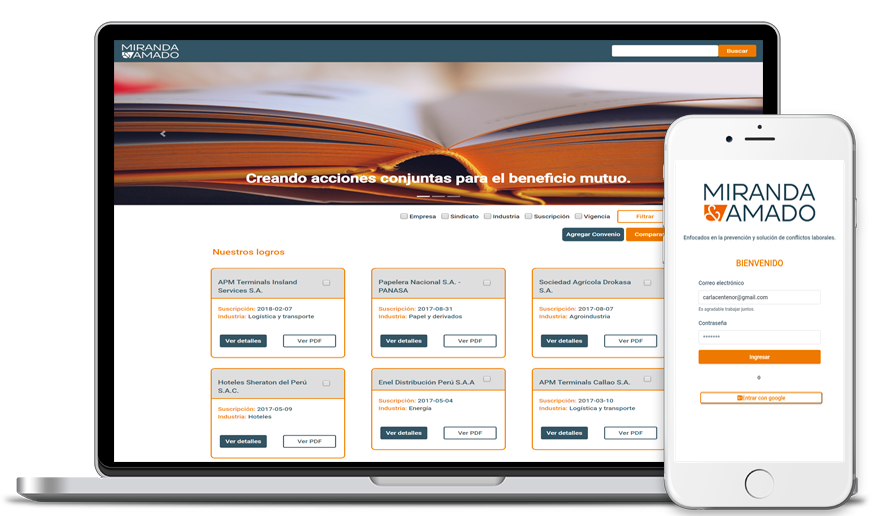 MIRANDA
&AMADO
Buscar
Creando acciones conjuntas para el beneficio mutuo.
Empresa Sindicato Industria Suscripción Vigencia Filtrar
Agregar Convenio
Nuestros logros
APM Terminals Insland
Services S.A.
Suscripción: 2018-02-07
Industria: Logística y transporte
Ver detalles Ver PDF
Papelera Nacional S.A. -
PANASA
Suscripción: 2017-08-31
Industria: Papel y derivados
Ver detalles Ver PDF
Sociedad Agrícola Drokasa
S.A.
Suscripción: 2017-08-07
Industria: Agroindustria
Ver detalles Ver PDF
Hoteles Sheraton del Perú
S.A.C.
Suscripción: 2017-05-09
Industria: Hoteles
Ver detalles Ver PDF
Enel Distribución Perú S.A.A
Suscripción: 2017-05-04
Industria: Energía
Ver detalles Ver PDF
APM Terminals Callao S.A.
Suscripción: 2017-03-10
Industria: Logística y transporte
Ver detalles Ver PDF
MIRANDA
&AMADO
Enfocados en la prevención y solución de conflictos laborales.
BIENVENIDO
Correo electrónico
carlacentenor@gmail.com
Es agradable trabajar juntos.
Contraseña
*******
Ingresar
o
Entrar con google